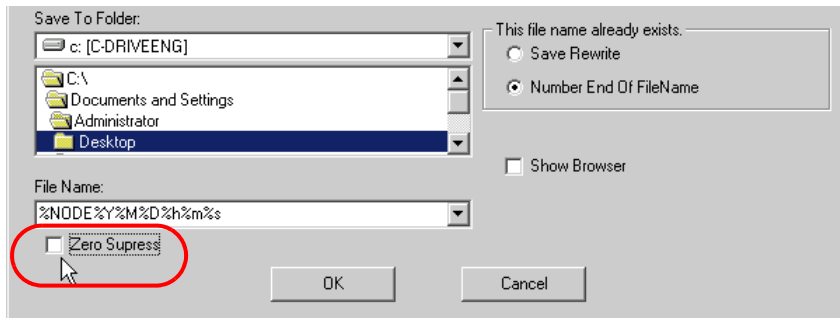 Save To Folder:
c: [C-DRIVEENG]
C:\
Documents and Settings
Administrator
Desktop
This file name already exists.
Save Rewrite
Number End Of FileName
Show Browser
File Name:
%NODE%Y%M%D%h%m%s
Zero Supress
OK
Cancel